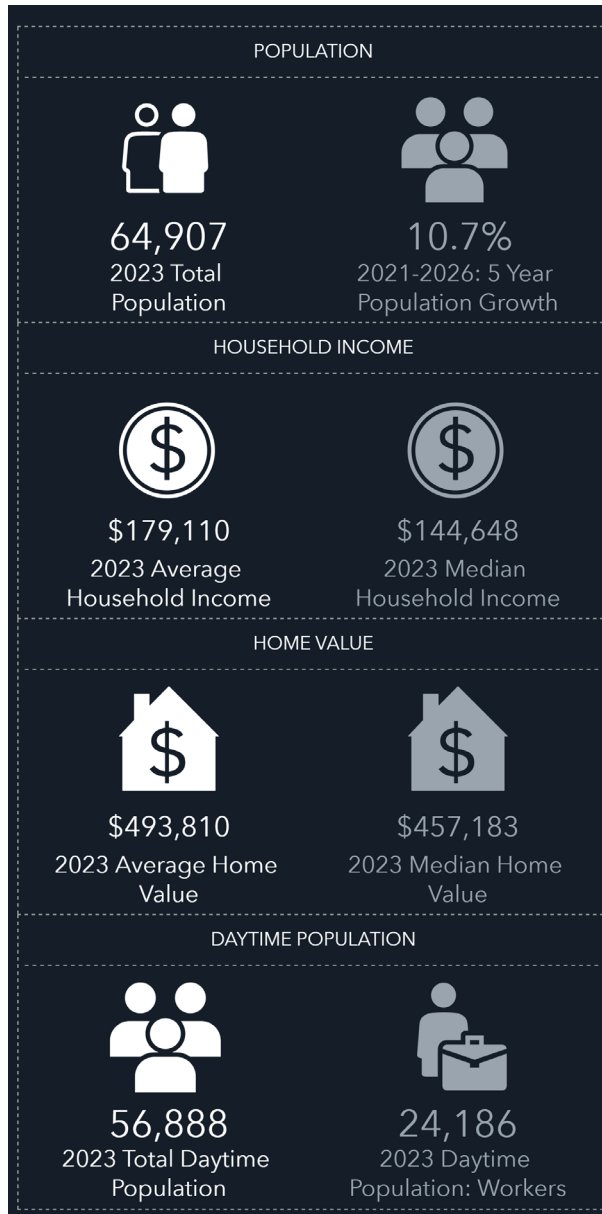 POPULATION
64,907
2023 Total
Population
10.7%
2021-2026: 5 Year
Population Growth
HOUSEHOLD INCOME
$
$179,110
2023 Average
Household Income
$
$144,648
2023 Median
Household Income
HOME VALUE
$
$493,810
2023 Average Home
Value
$
$457,183
2023 Median Home
Value
DAYTIME POPULATION
56,888
2023 Total Daytime
Population
24,186
2023 Daytime
Population: Workers